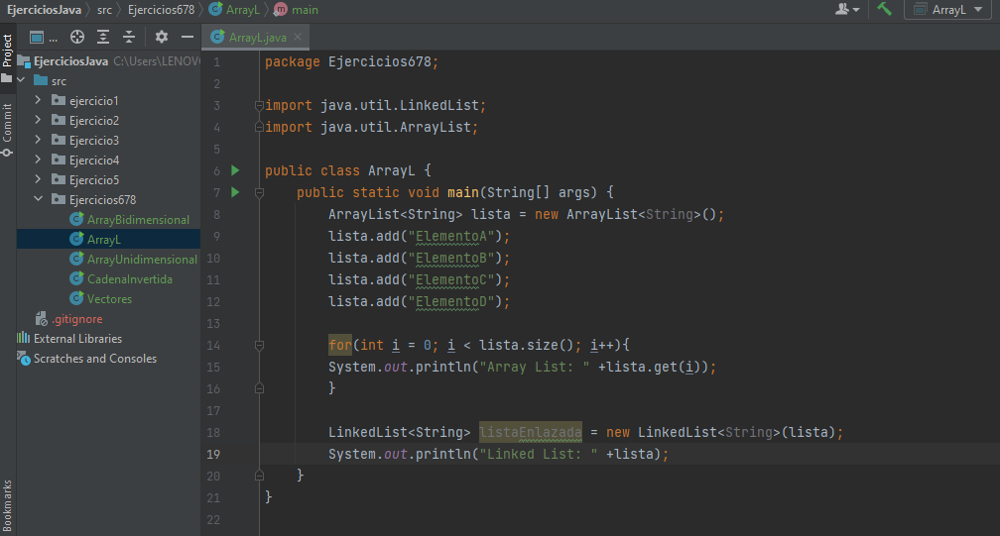 EjerciciosJava > src > Ejercicios678 > ArrayL > main
ArrayL
Project
Commit
Bookmarks
...
EjerciciosJava C:\Users\LENOVO
src
ejercicio1
Ejercicio2
Ejercicio3
Ejercicio4
Ejercicio5
Ejercicios678
ArrayBidimensional
ArrayL
ArrayUnidimensional
CadenaInvertida
Vectores
.gitignore
External Libraries
Scratches and Consoles
ArrayL.java
1 package Ejercicios678;
2
3 import java.util.LinkedList;
4 import java.util.ArrayList;
5
6 public class ArrayL {
7 public static void main(String[] args) {
8 ArrayList<String> lista = new ArrayList<String>();
9 lista.add("ElementoA");
10 lista.add("ElementoB");
11 lista.add("ElementoC");
12 lista.add("ElementoD");
13
14 for(int i = 0; i < lista.size(); i++){
15 System.out.println("Array List: " +lista.get(i));
16 }
17
18 LinkedList<String> listaEnlazada = new LinkedList<String>(lista);
19 System.out.println("Linked List: " +lista);
20 }
21 }
22